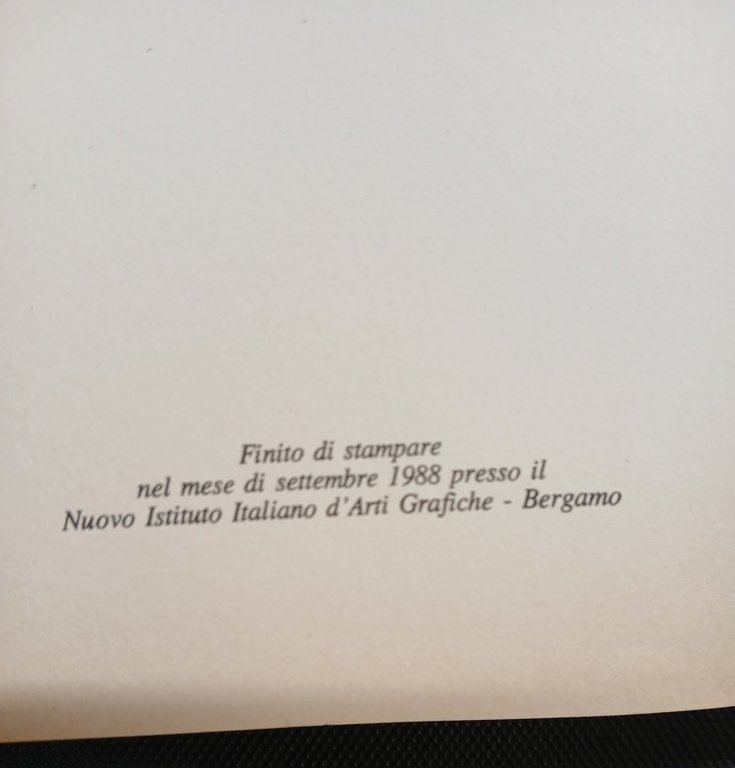 Finito di stampare
nel mese di settembre 1988 presso il
Nuovo Istituto Italiano d'Arti Grafiche - Bergamo